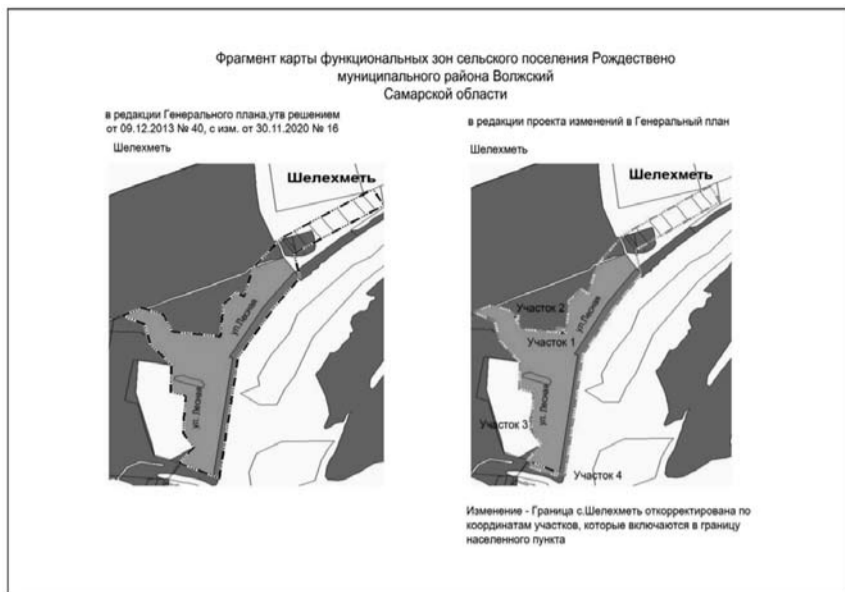 Фрагмент карты функциональных зон сельского поселения Рождествено
муниципального района Волжский
Самарской области
в редакции Генерального плана,утв решением
от 09.12.2013 № 40, с изм. от 30.11.2020 № 16
Шелехметь
Шелехметь
ул.Лесная
ул. Лесная
в редакции проекта изменений в Генеральный план
Шелехметь
Шелехметь
Участок 2
ул.Лесная
Участок 1
ул. Лесная
Участок 3
Участок 4
Изменение - Граница с.Шелехметь откорректирована по
координатам участков, которые включаются в границу
населенного пункта